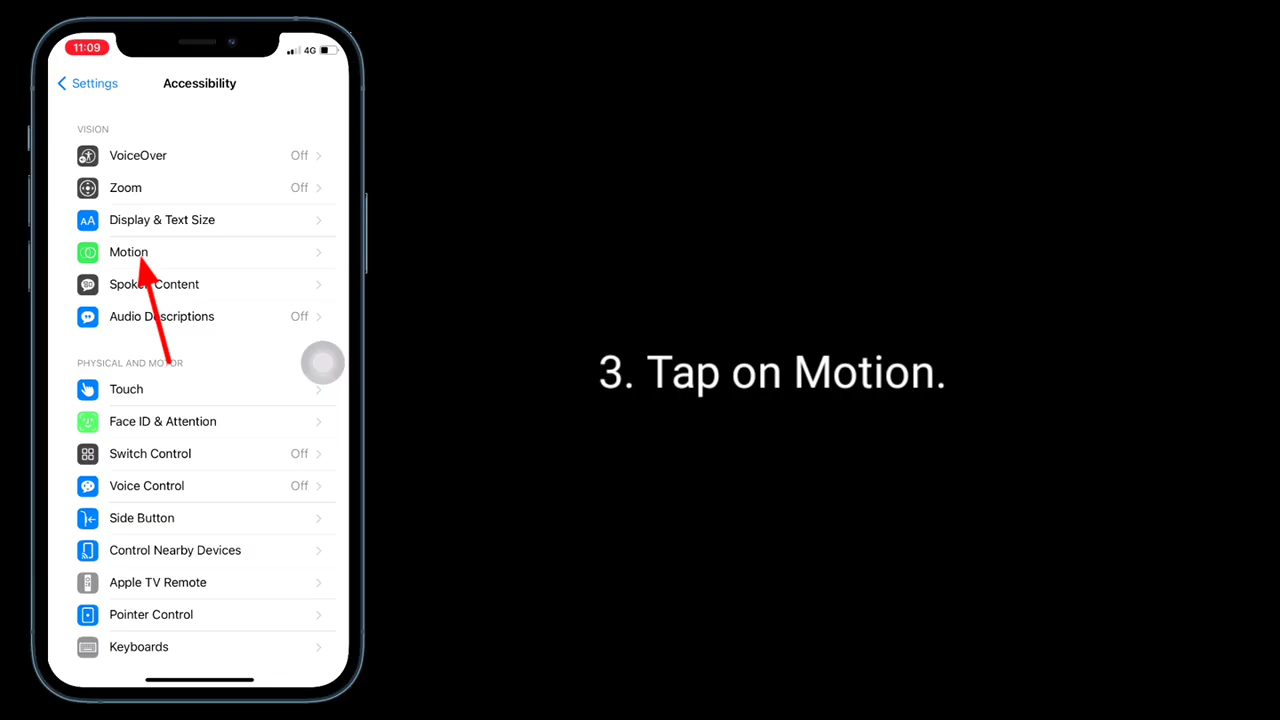 11:09
4G
Settings
Accessibility
VISION
VoiceOver Off
Zoom Off
Display & Text Size
Motion
Spoken Content
Audio Descriptions Off
PHYSICAL AND MOTOR
Touch
Face ID & Attention
Switch Control Off
Voice Control Off
Side Button
Control Nearby Devices
Apple TV Remote
Pointer Control
Keyboards
3. Tap on Motion.